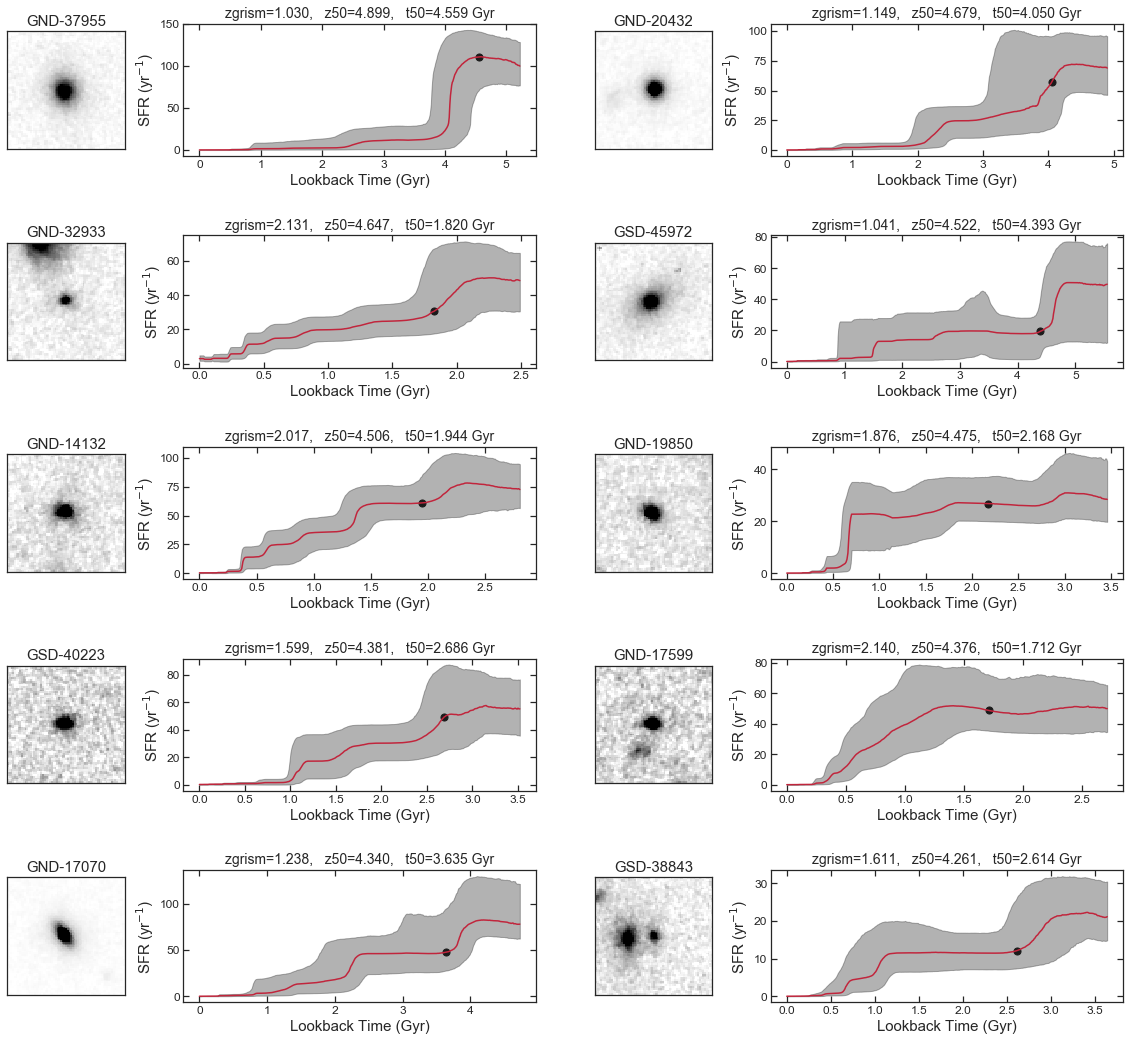 GND-37955
zgrism=1.030, z50=4.899, t50=4.559 Gyr
SFR (yr⁻¹)
150
100
50
0
0 1 2 3 4 5
Lookback Time (Gyr)
GND-20432
zgrism=1.149, z50=4.679, t50=4.050 Gyr
SFR (yr⁻¹)
100
75
50
25
0
0 1 2 3 4 5
Lookback Time (Gyr)
GND-32933
zgrism=2.131, z50=4.647, t50=1.820 Gyr
SFR (yr⁻¹)
60
40
20
0
0.0 0.5 1.0 1.5 2.0 2.5
Lookback Time (Gyr)
GSD-45972
zgrism=1.041, z50=4.522, t50=4.393 Gyr
SFR (yr⁻¹)
80
60
40
20
0
0 1 2 3 4 5
Lookback Time (Gyr)
GND-14132
zgrism=2.017, z50=4.506, t50=1.944 Gyr
SFR (yr⁻¹)
100
75
50
25
0
0.0 0.5 1.0 1.5 2.0 2.5
Lookback Time (Gyr)
GND-19850
zgrism=1.876, z50=4.475, t50=2.168 Gyr
SFR (yr⁻¹)
40
20
0
0.0 0.5 1.0 1.5 2.0 2.5 3.0 3.5
Lookback Time (Gyr)
GSD-40223
zgrism=1.599, z50=4.381, t50=2.686 Gyr
SFR (yr⁻¹)
80
60
40
20
0
0.0 0.5 1.0 1.5 2.0 2.5 3.0 3.5
Lookback Time (Gyr)
GND-17599
zgrism=2.140, z50=4.376, t50=1.712 Gyr
SFR (yr⁻¹)
80
60
40
20
0
0.0 0.5 1.0 1.5 2.0 2.5
Lookback Time (Gyr)
GND-17070
zgrism=1.238, z50=4.340, t50=3.635 Gyr
SFR (yr⁻¹)
100
50
0
0 1 2 3 4
Lookback Time (Gyr)
GSD-38843
zgrism=1.611, z50=4.261, t50=2.614 Gyr
SFR (yr⁻¹)
30
20
10
0
0.0 0.5 1.0 1.5 2.0 2.5 3.0 3.5
Lookback Time (Gyr)